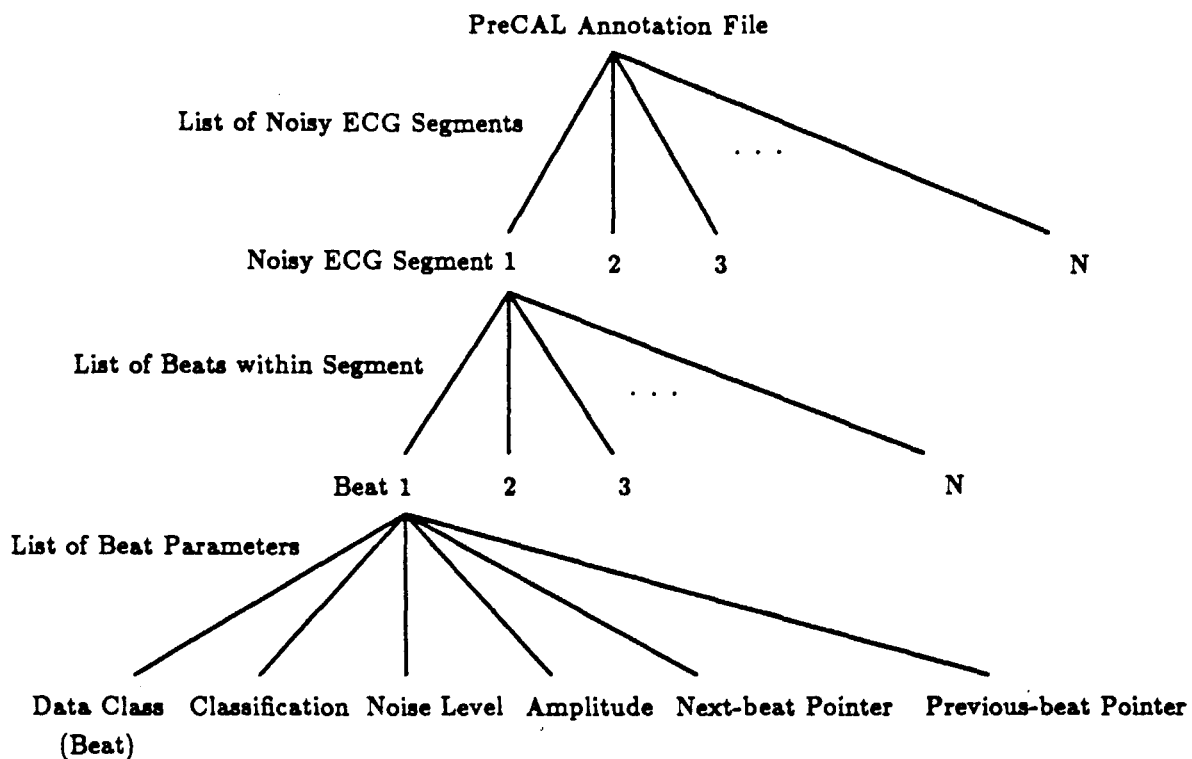 PreCAL Annotation File
List of Noisy ECG Segments
. . .
Noisy ECG Segment 1 2 3 N
List of Beats within Segment
. . .
Beat 1 2 3 N
List of Beat Parameters
Data Class Classification Noise Level Amplitude Next-beat Pointer Previous-beat Pointer
(Beat)